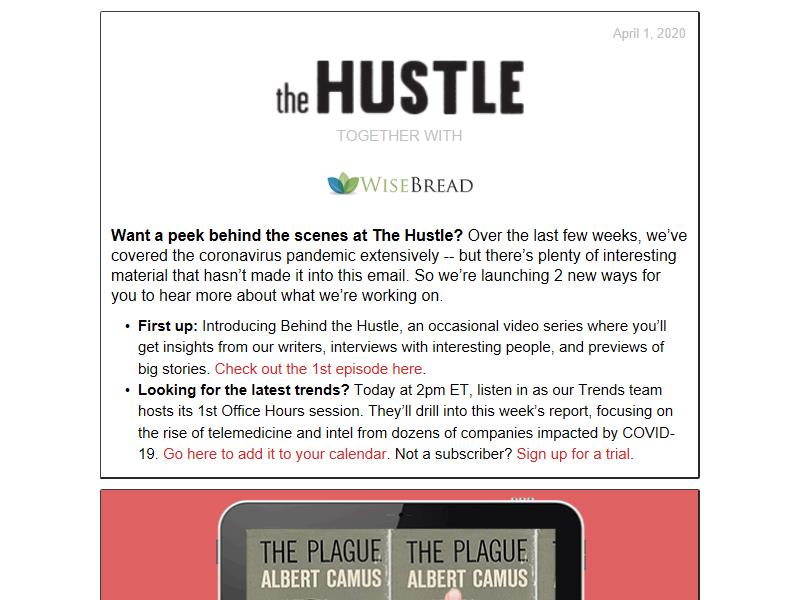 April 1, 2020
the HUSTLE
TOGETHER WITH
WISEBREAD
Want a peek behind the scenes at The Hustle? Over the last few weeks, we’ve
covered the coronavirus pandemic extensively -- but there’s plenty of interesting
material that hasn’t made it into this email. So we’re launching 2 new ways for
you to hear more about what we’re working on.
• First up: Introducing Behind the Hustle, an occasional video series where you’ll
get insights from our writers, interviews with interesting people, and previews of
big stories. Check out the 1st episode here.
• Looking for the latest trends? Today at 2pm ET, listen in as our Trends team
hosts its 1st Office Hours session. They’ll drill into this week’s report, focusing on
the rise of telemedicine and intel from dozens of companies impacted by COVID-
19. Go here to add it to your calendar. Not a subscriber? Sign up for a trial.
THE PLAGUE THE PLAGUE
ALBERT CAMUS ALBERT CAMUS